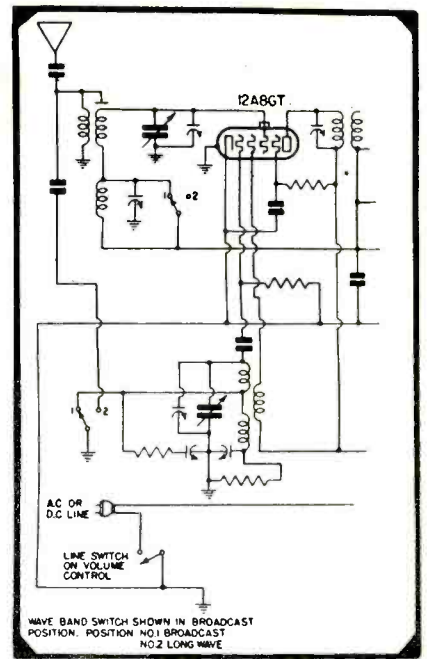 12A8GT
1
2
1
2
A.C. OR
D.C. LINE
LINE SWITCH
ON VOLUME
CONTROL
WAVE BAND SWITCH SHOWN IN BROADCAST
POSITION. POSITION NO.1 BROADCAST
NO.2 LONG WAVE